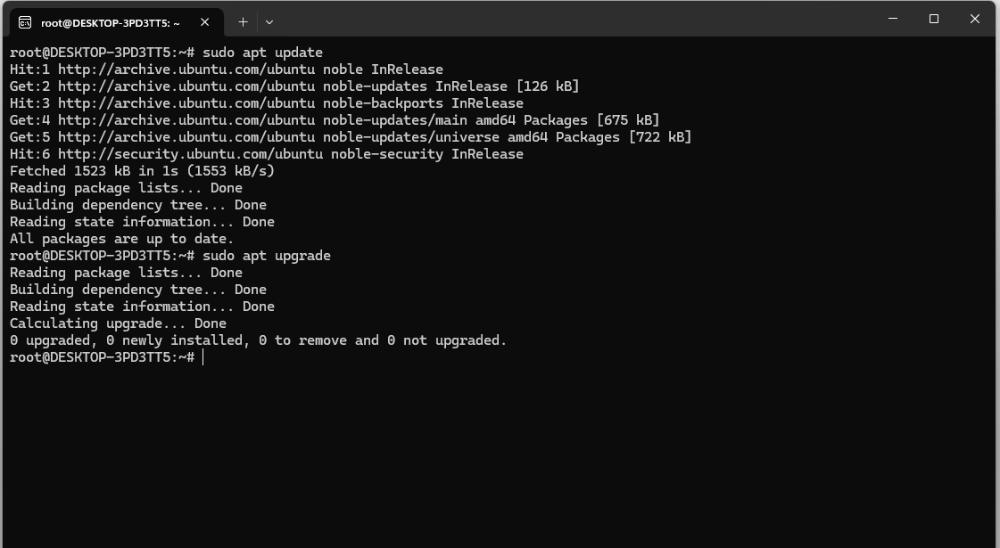 root@DESKTOP-3PD3TT5: ~
root@DESKTOP-3PD3TT5:~# sudo apt update
Hit:1 http://archive.ubuntu.com/ubuntu noble InRelease
Get:2 http://archive.ubuntu.com/ubuntu noble-updates InRelease [126 kB]
Hit:3 http://archive.ubuntu.com/ubuntu noble-backports InRelease
Get:4 http://archive.ubuntu.com/ubuntu noble-updates/main amd64 Packages [675 kB]
Get:5 http://archive.ubuntu.com/ubuntu noble-updates/universe amd64 Packages [722 kB]
Hit:6 http://security.ubuntu.com/ubuntu noble-security InRelease
Fetched 1523 kB in 1s (1553 kB/s)
Reading package lists... Done
Building dependency tree... Done
Reading state information... Done
All packages are up to date.
root@DESKTOP-3PD3TT5:~# sudo apt upgrade
Reading package lists... Done
Building dependency tree... Done
Reading state information... Done
Calculating upgrade... Done
0 upgraded, 0 newly installed, 0 to remove and 0 not upgraded.
root@DESKTOP-3PD3TT5:~#